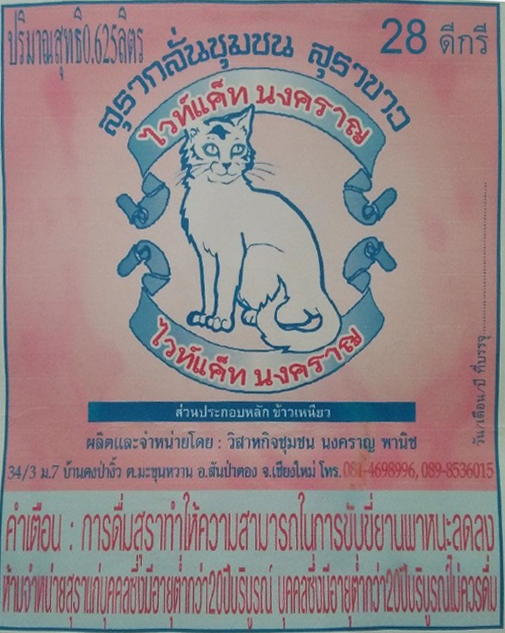 ปริมาณสุทธิ0.625ลิตร
28 ดีกรี
สุรากลั่นชุมชน สุราขาว
ไวท์แค็ท นงคราญ
ไวท์แค็ท นงคราญ
วัน/เดือน/ปี ที่บรรจุ
ส่วนประกอบหลัก ข้าวเหนียว
ผลิตและจำหน่ายโดย : วิสาหกิจชุมชน นงคราญ พานิช
34/3 ม.7 บ้านดงป่างิ้ว ต.มะขุนหวาน อ.สันป่าตอง จ.เชียงใหม่ โทร. 081-4698996, 089-8536015
คำเตือน : การดื่มสุราทำให้ความสามารถในการขับขี่ยานพาหนะลดลง
ห้ามจำหน่ายสุราแก่บุคคลซึ่งมีอายุต่ำกว่า20ปีบริบูรณ์ บุคคลซึ่งมีอายุต่ำกว่า20ปีบริบูรณ์ไม่ควรดื่ม